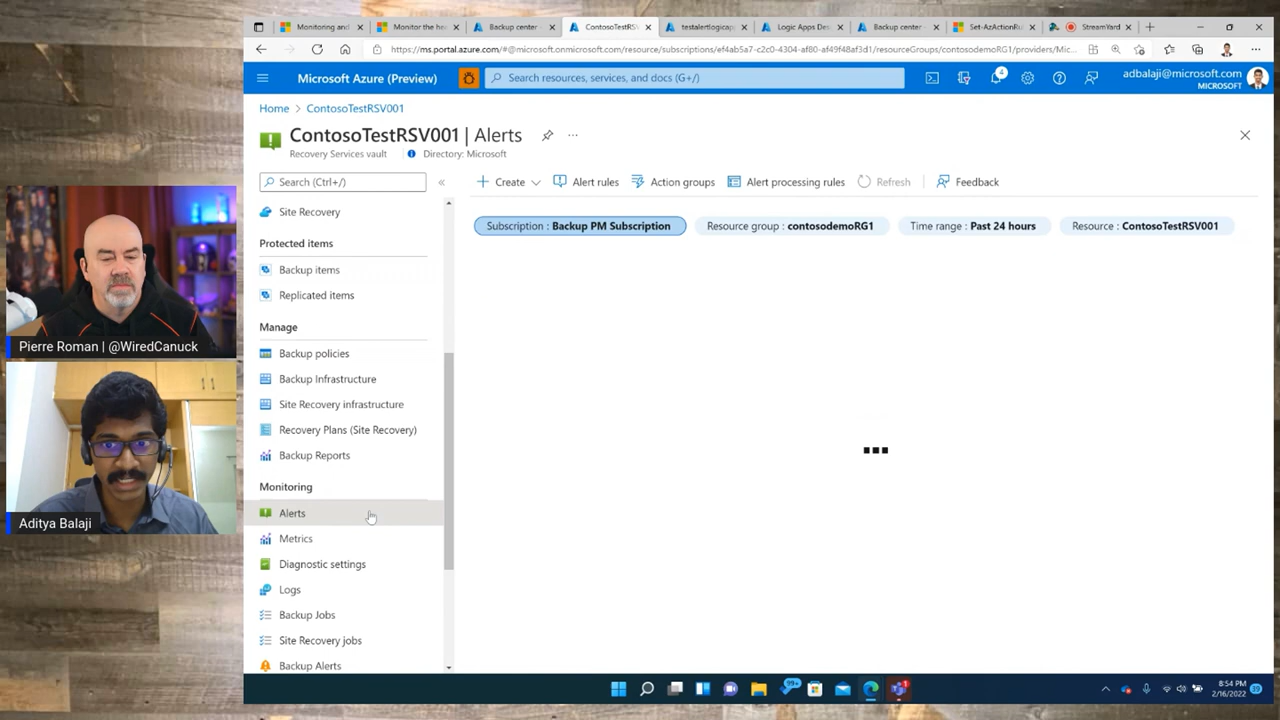 Monitoring and
Monitor the he
Backup center
ContosoTestRS
testalertlogicap
Logic Apps Des
Backup center
Set-AzActionRu
StreamYard
https://ms.portal.azure.com/#@microsoft.onmicrosoft.com/resource/subscriptions/ef4ab5a7-c2c0-4304-af80-af49f48af3d1/resourceGroups/contosodemoRG1/providers/Mic...
Microsoft Azure (Preview)
Search resources, services, and docs (G+/)
4
adbalaji@microsoft.com
MICROSOFT
Home > ContosoTestRSV001
ContosoTestRSV001 | Alerts
Recovery Services vault
Directory: Microsoft
Search (Ctrl+/)
Create
Alert rules
Action groups
Alert processing rules
Refresh
Feedback
Subscription : Backup PM Subscription
Resource group : contosodemoRG1
Time range : Past 24 hours
Resource : ContosoTestRSV001
Site Recovery
Protected items
Backup items
Replicated items
Manage
Backup policies
Backup Infrastructure
Site Recovery infrastructure
Recovery Plans (Site Recovery)
Backup Reports
Monitoring
Alerts
Metrics
Diagnostic settings
Logs
Backup Jobs
Site Recovery jobs
Backup Alerts
Pierre Roman | @WiredCanuck
Aditya Balaji
99+
8:54 PM
2/16/2022